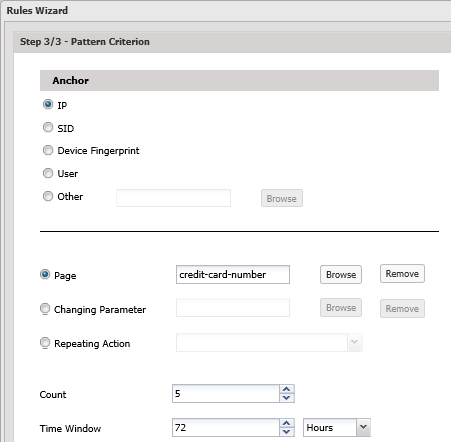 Rules Wizard
Step 3/3 - Pattern Criterion
Anchor
IP
SID
Device Fingerprint
User
Other Browse
Page credit-card-number Browse Remove
Changing Parameter Browse Remove
Repeating Action
Count 5
Time Window 72 Hours